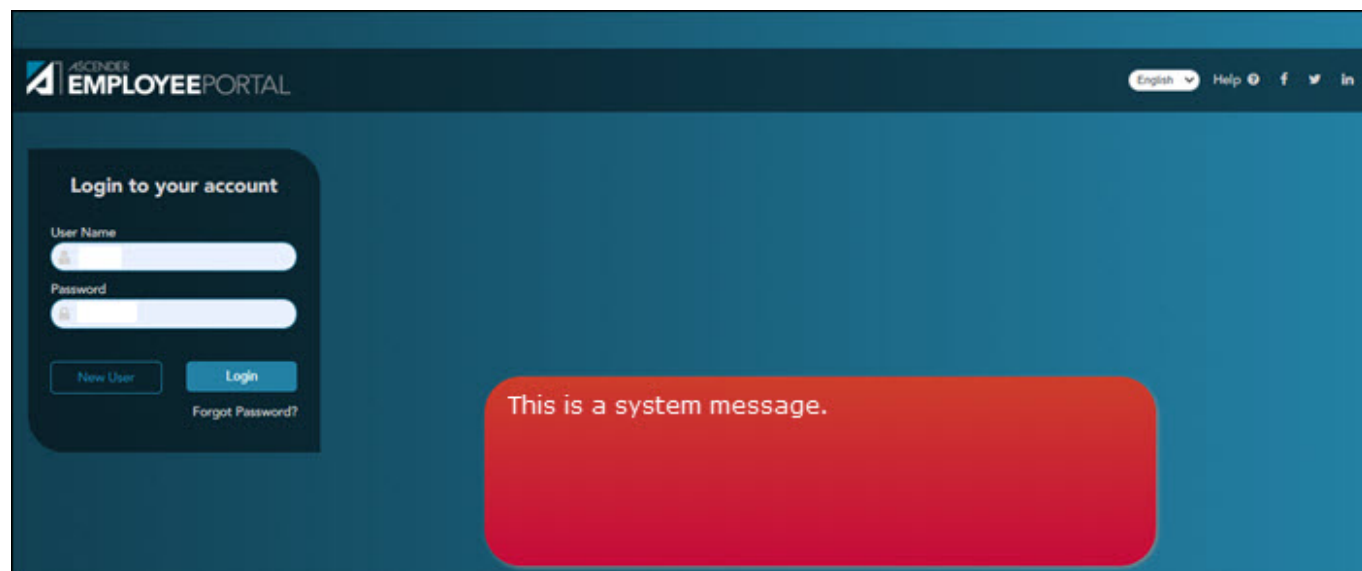 ASCENDER
EMPLOYEEPORTAL
English
Help
Login to your account
User Name
Password
New User
Login
Forgot Password?
This is a system message.